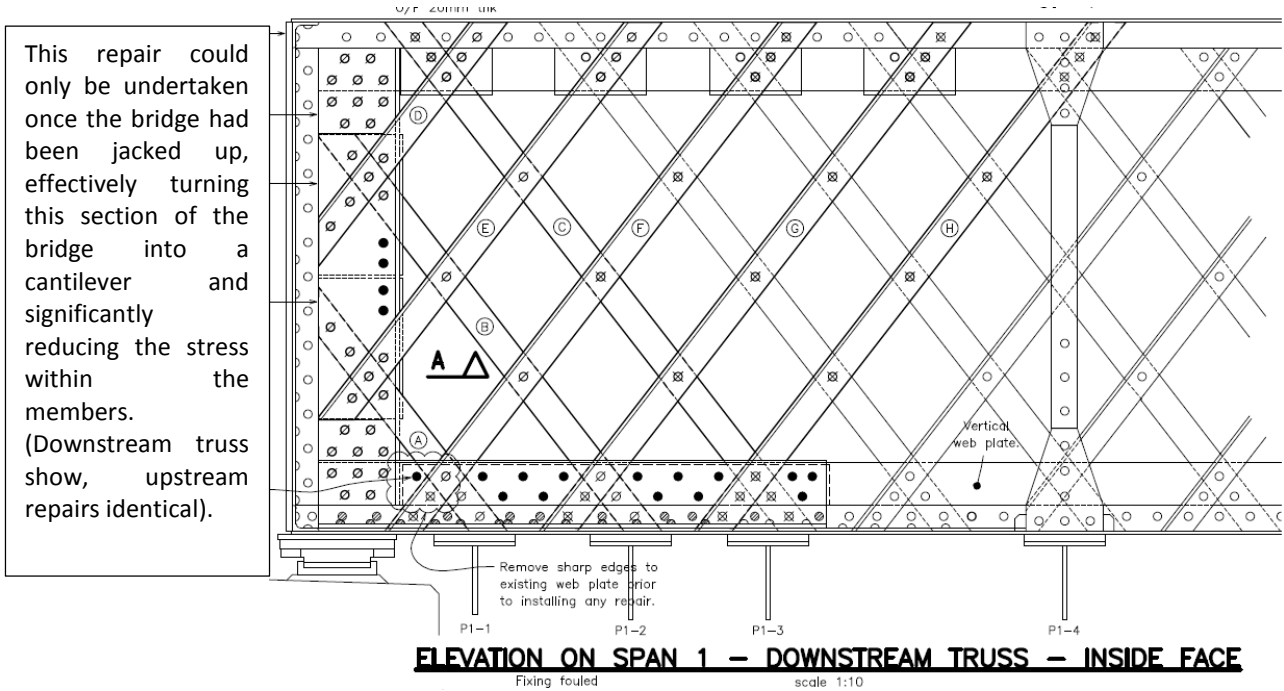 O/F 20mm thk
This repair could
only be undertaken
once the bridge had
been jacked up,
effectively turning
this section of the
bridge into a
cantilever and
significantly
reducing the stress
within the
members.
(Downstream truss
show, upstream
repairs identical).
D
E
C
F
G
H
B
A
A
Vertical
web plate.
Remove sharp edges to
existing web plate prior
to installing any repair.
P1-1
P1-2
P1-3
P1-4
ELEVATION ON SPAN 1 - DOWNSTREAM TRUSS - INSIDE FACE
Fixing fouled
scale 1:10